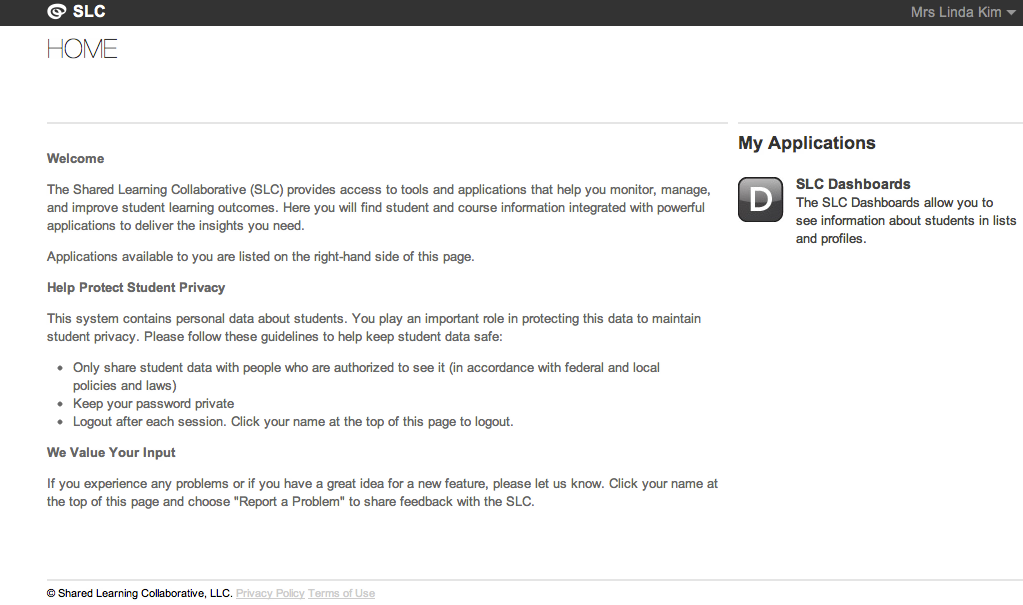 SLC
Mrs Linda Kim
HOME
Welcome
The Shared Learning Collaborative (SLC) provides access to tools and applications that help you monitor, manage,
and improve student learning outcomes. Here you will find student and course information integrated with powerful
applications to deliver the insights you need.
Applications available to you are listed on the right-hand side of this page.
Help Protect Student Privacy
This system contains personal data about students. You play an important role in protecting this data to maintain
student privacy. Please follow these guidelines to help keep student data safe:
• Only share student data with people who are authorized to see it (in accordance with federal and local
policies and laws)
• Keep your password private
• Logout after each session. Click your name at the top of this page to logout.
We Value Your Input
If you experience any problems or if you have a great idea for a new feature, please let us know. Click your name at
the top of this page and choose "Report a Problem" to share feedback with the SLC.
My Applications
D
SLC Dashboards
The SLC Dashboards allow you to
see information about students in lists
and profiles.
© Shared Learning Collaborative, LLC. Privacy Policy Terms of Use